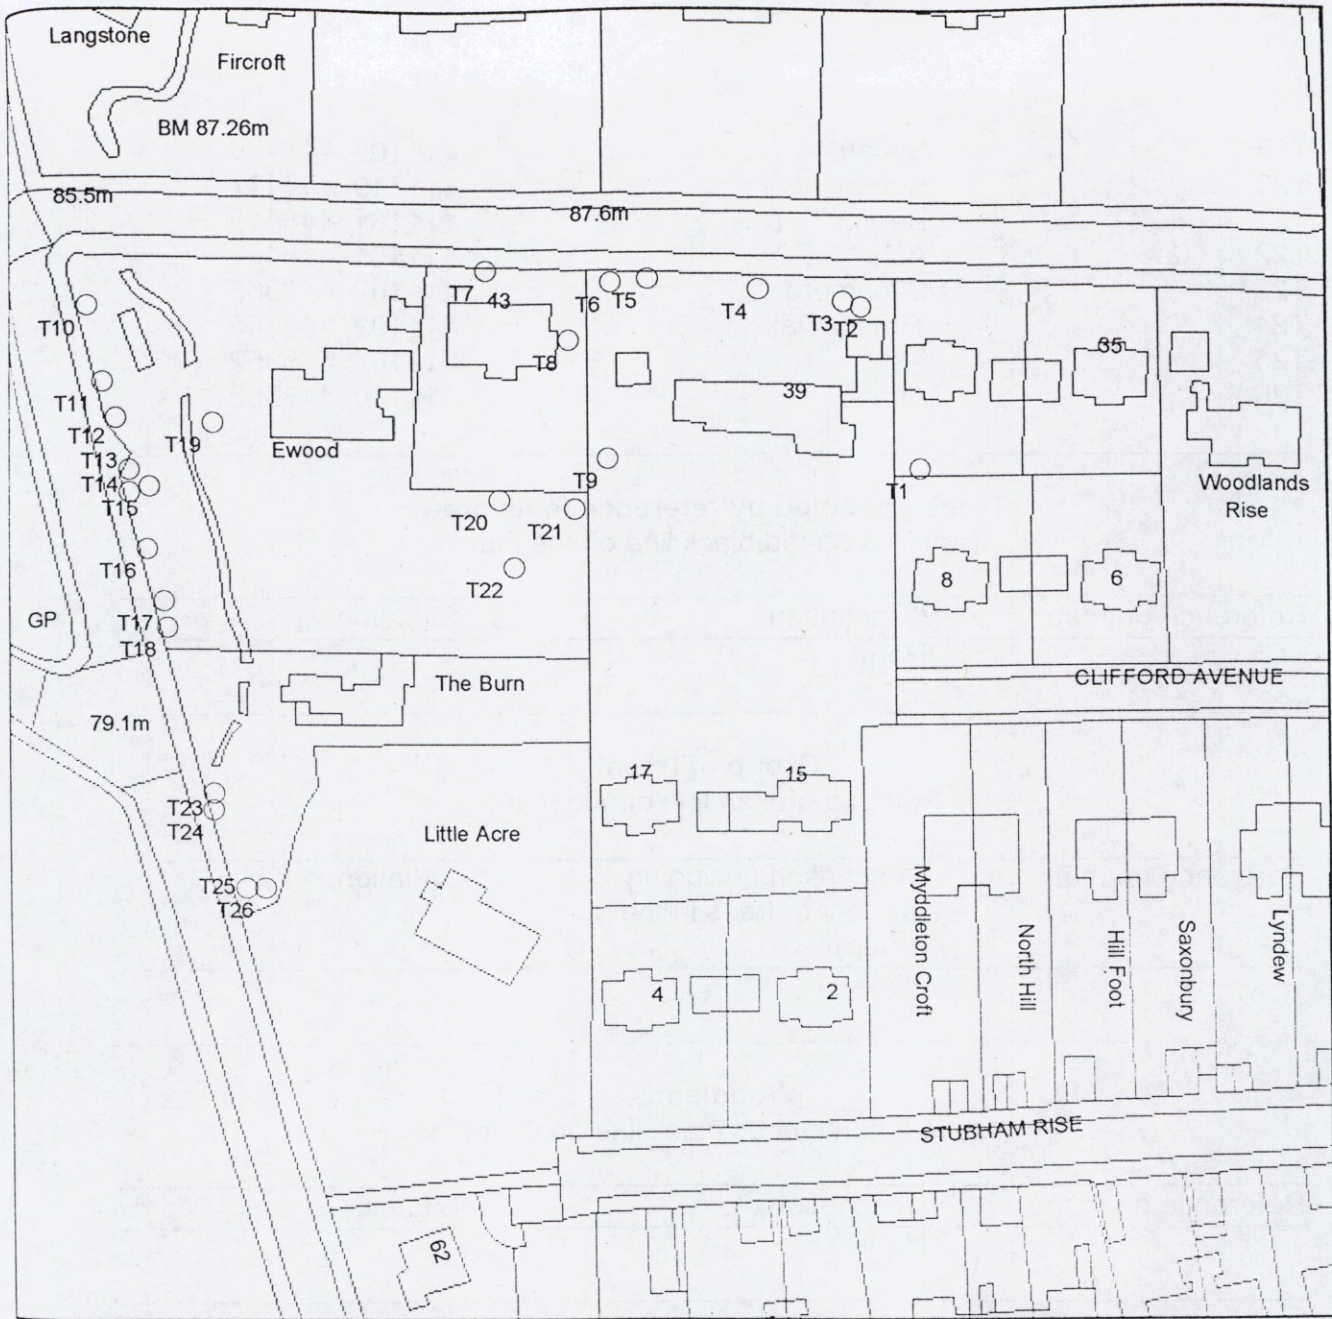 Langstone
Fircroft
BM 87.26m
85.5m
87.6m
T7
43
T6
T5
T4
T3
T2
T10
T8
35
39
T11
T12
T19
Ewood
T13
T14
T15
T9
T1
Woodlands
Rise
T20
T21
T16
T22
8
6
GP
T17
T18
The Burn
CLIFFORD AVENUE
79.1m
17
15
T23
T24
Little Acre
T25
T26
Myddleton Croft
North Hill
Hill Foot
Saxonbury
Lyndew
4
2
STUBHAM RISE
62